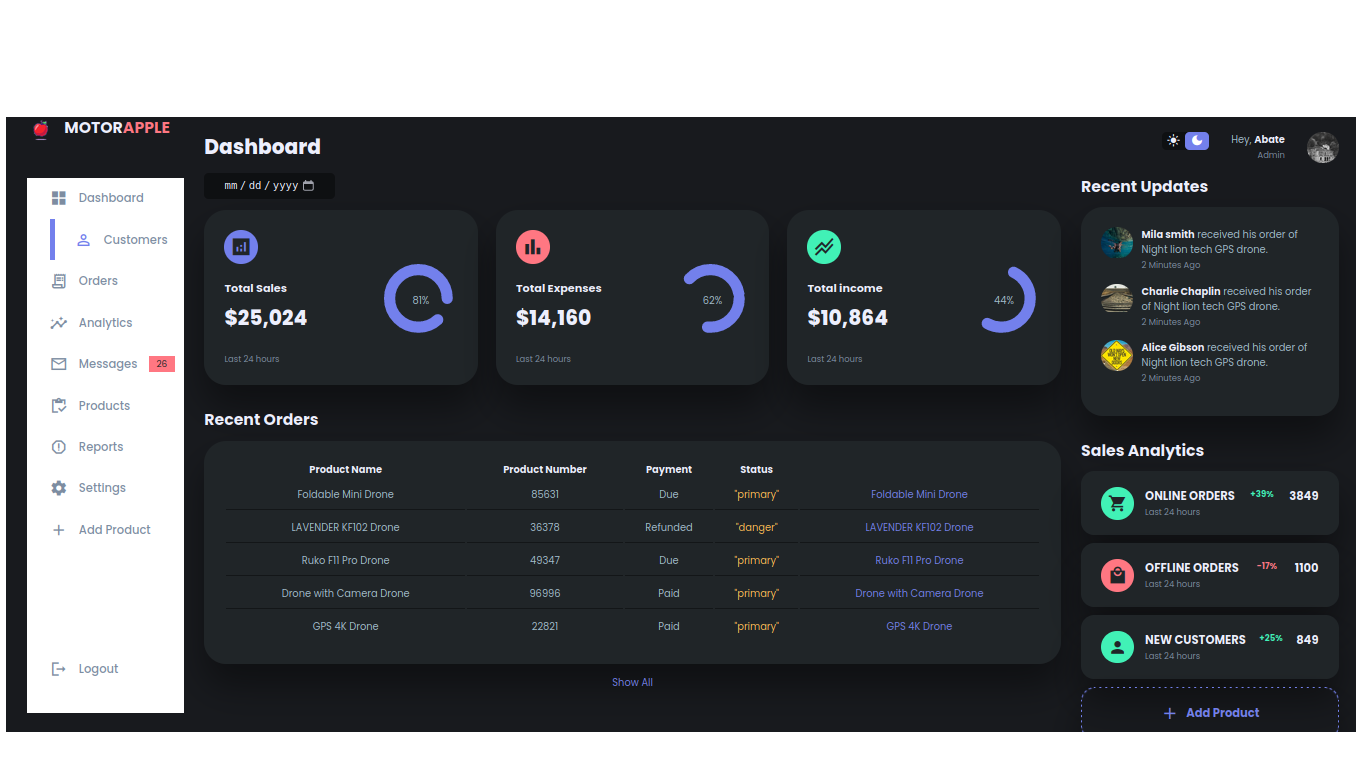 MOTORAPPLE
Dashboard
Customers
Orders
Analytics
Messages 26
Products
Reports
Settings
Add Product
Logout
Dashboard
mm / dd / yyyy
Total Sales
$25,024
81%
Last 24 hours
Total Expenses
$14,160
62%
Last 24 hours
Total income
$10,864
44%
Last 24 hours
Recent Orders
Product Name Product Number Payment Status
Foldable Mini Drone 85631 Due "primary" Foldable Mini Drone
LAVENDER KF102 Drone 36378 Refunded "danger" LAVENDER KF102 Drone
Ruko F11 Pro Drone 49347 Due "primary" Ruko F11 Pro Drone
Drone with Camera Drone 96996 Paid "primary" Drone with Camera Drone
GPS 4K Drone 22821 Paid "primary" GPS 4K Drone
Show All
Hey, Abate
Admin
Recent Updates
Mila smith received his order of
Night lion tech GPS drone.
2 Minutes Ago
Charlie Chaplin received his order
of Night lion tech GPS drone.
2 Minutes Ago
Alice Gibson received his order of
Night lion tech GPS drone.
2 Minutes Ago
Sales Analytics
ONLINE ORDERS +39% 3849
Last 24 hours
OFFLINE ORDERS -17% 1100
Last 24 hours
NEW CUSTOMERS +25% 849
Last 24 hours
Add Product